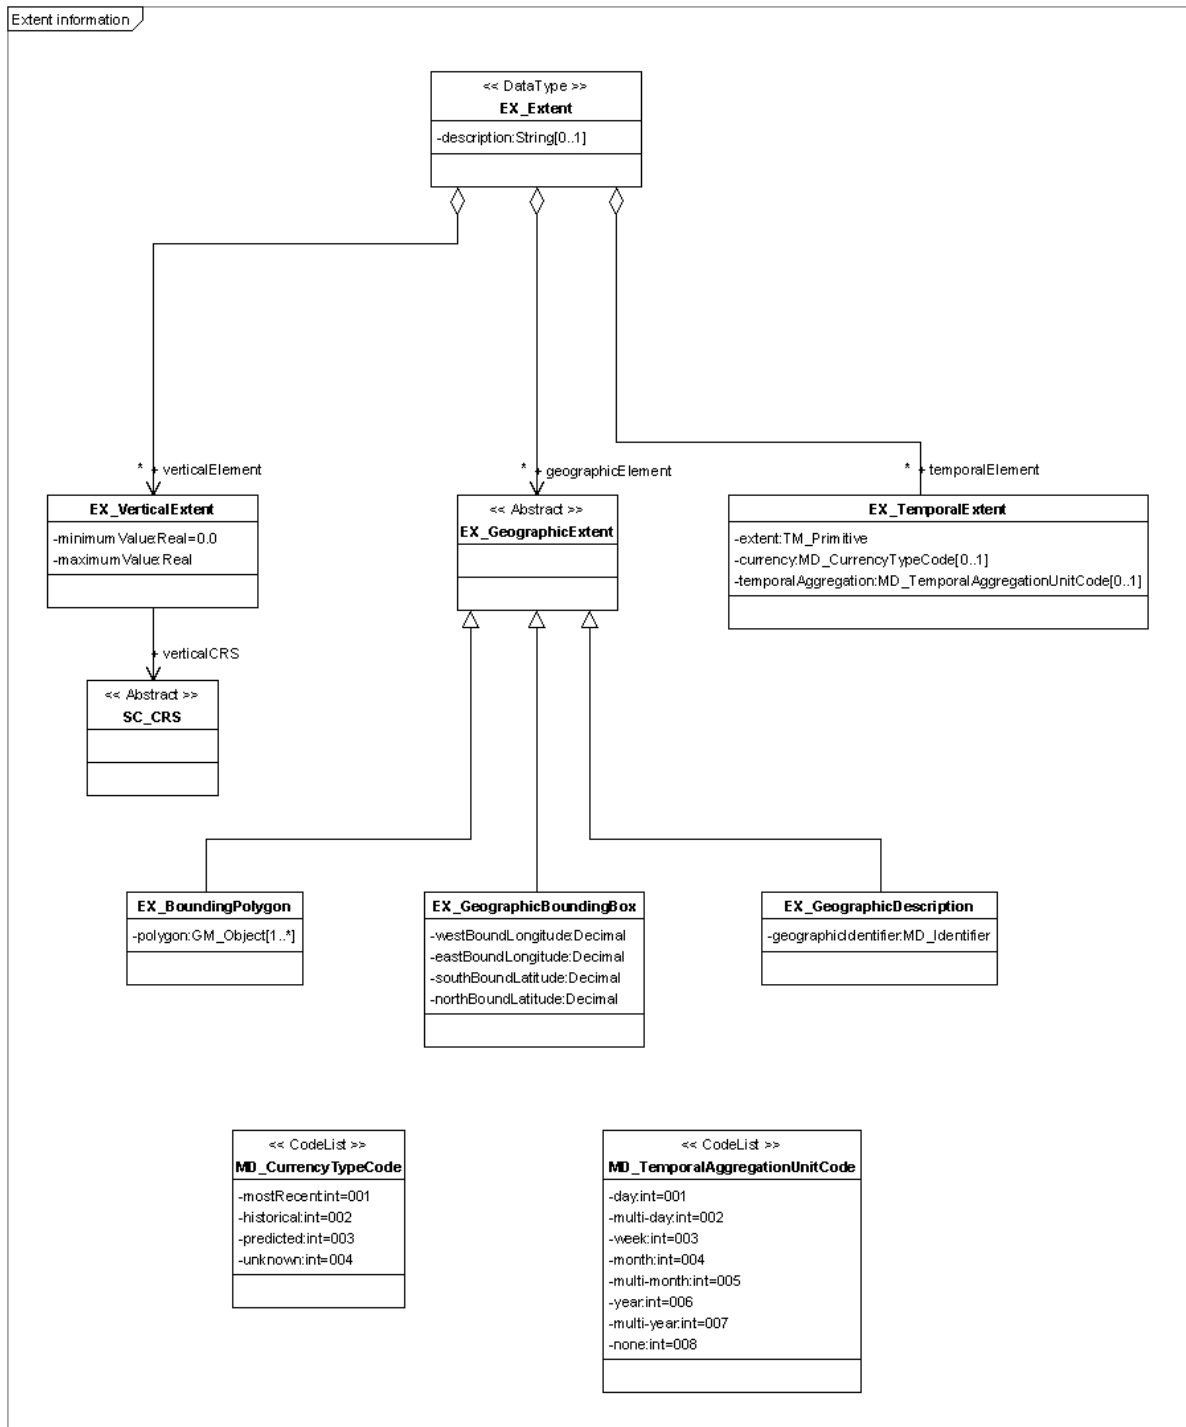 Extent information
<< DataType >>
EX_Extent
-description:String[0..1]
* + verticalElement
* + geographicElement
* + temporalElement
EX_VerticalExtent
-minimumValue:Real=0.0
-maximumValue:Real
<< Abstract >>
EX_GeographicExtent
EX_TemporalExtent
-extent:TM_Primitive
-currency:MD_CurrencyTypeCode[0..1]
-temporalAggregation:MD_TemporalAggregationUnitCode[0..1]
+ verticalCRS
<< Abstract >>
SC_CRS
EX_BoundingPolygon
-polygon:GM_Object[1..*]
EX_GeographicBoundingBox
-westBoundLongitude:Decimal
-eastBoundLongitude:Decimal
-southBoundLatitude:Decimal
-northBoundLatitude:Decimal
EX_GeographicDescription
-geographicIdentifier:MD_Identifier
<< CodeList >>
MD_CurrencyTypeCode
-mostRecent:int=001
-historical:int=002
-predicted:int=003
-unknown:int=004
<< CodeList >>
MD_TemporalAggregationUnitCode
-day:int=001
-multi-day:int=002
-week:int=003
-month:int=004
-multi-month:int=005
-year:int=006
-multi-year:int=007
-none:int=008